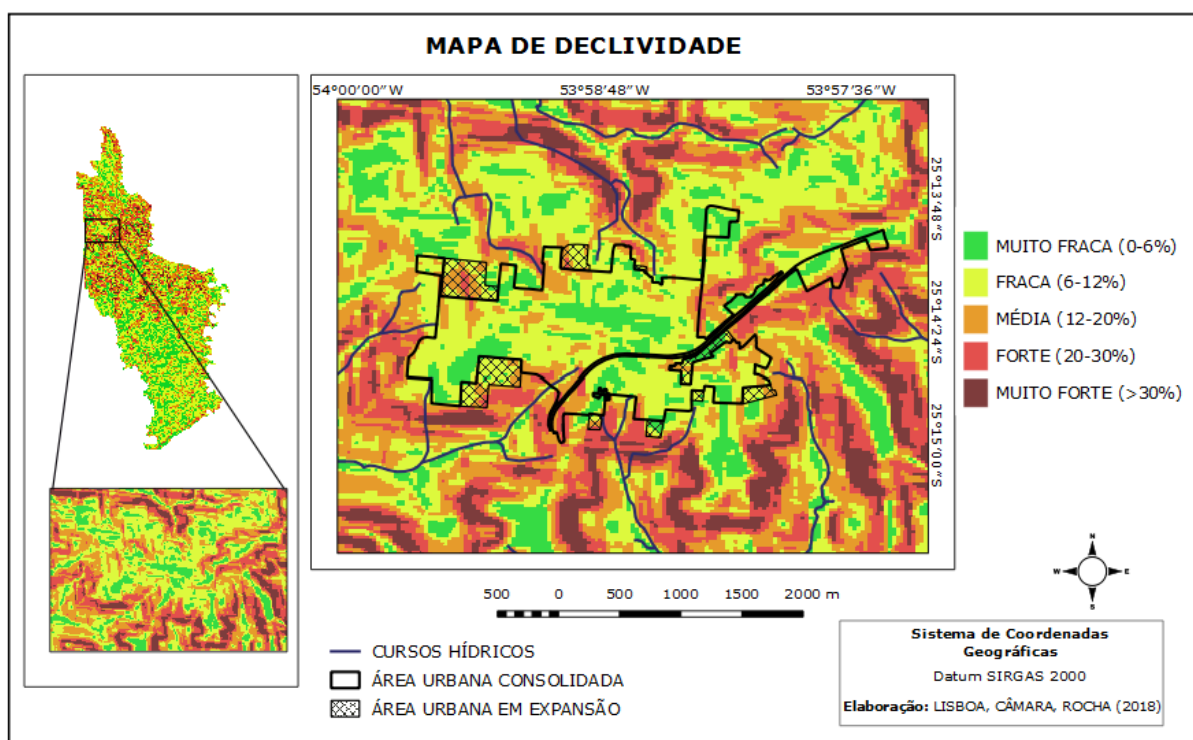 MAPA DE DECLIVIDADE
54°00'00"W
53°58'48"W
53°57'36"W
25°13'48"S
25°14'24"S
25°15'00"S
MUITO FRACA (0-6%)
FRACA (6-12%)
MÉDIA (12-20%)
FORTE (20-30%)
MUITO FORTE (>30%)
500 0 500 1000 1500 2000 m
CURSOS HÍDRICOS
ÁREA URBANA CONSOLIDADA
ÁREA URBANA EM EXPANSÃO
N
W E
S
Sistema de Coordenadas
Geográficas
Datum SIRGAS 2000
Elaboração: LISBOA, CÂMARA, ROCHA (2018)